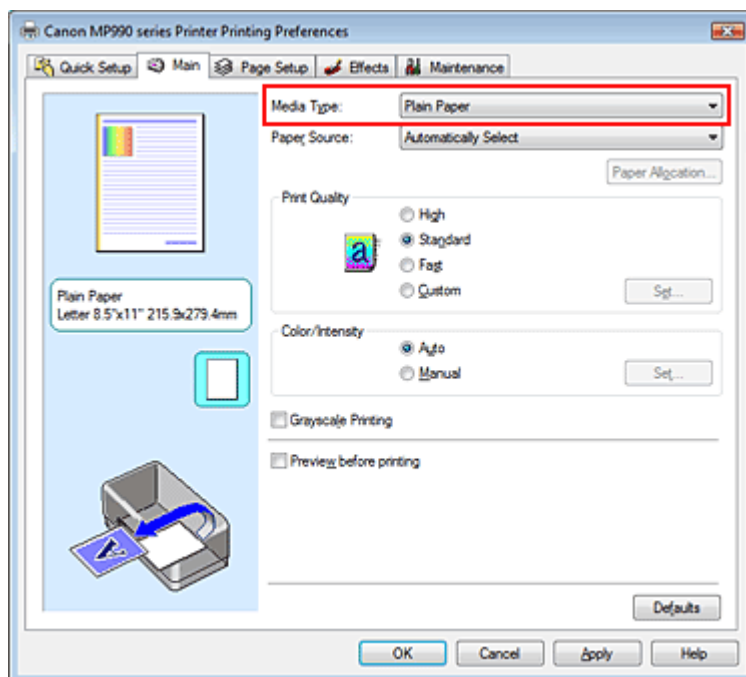 Canon MP990 series Printer Printing Preferences
Quick Setup Main Page Setup Effects Maintenance
Media Type: Plain Paper
Paper Source: Automatically Select
Paper Allocation...
Print Quality
High
a Standard
Fast
Custom Set...
Plain Paper
Letter 8.5"x11" 215.9x279.4mm
Color/Intensity
Auto
Manual Set...
Grayscale Printing
Preview before printing
A
Defaults
OK Cancel Apply Help